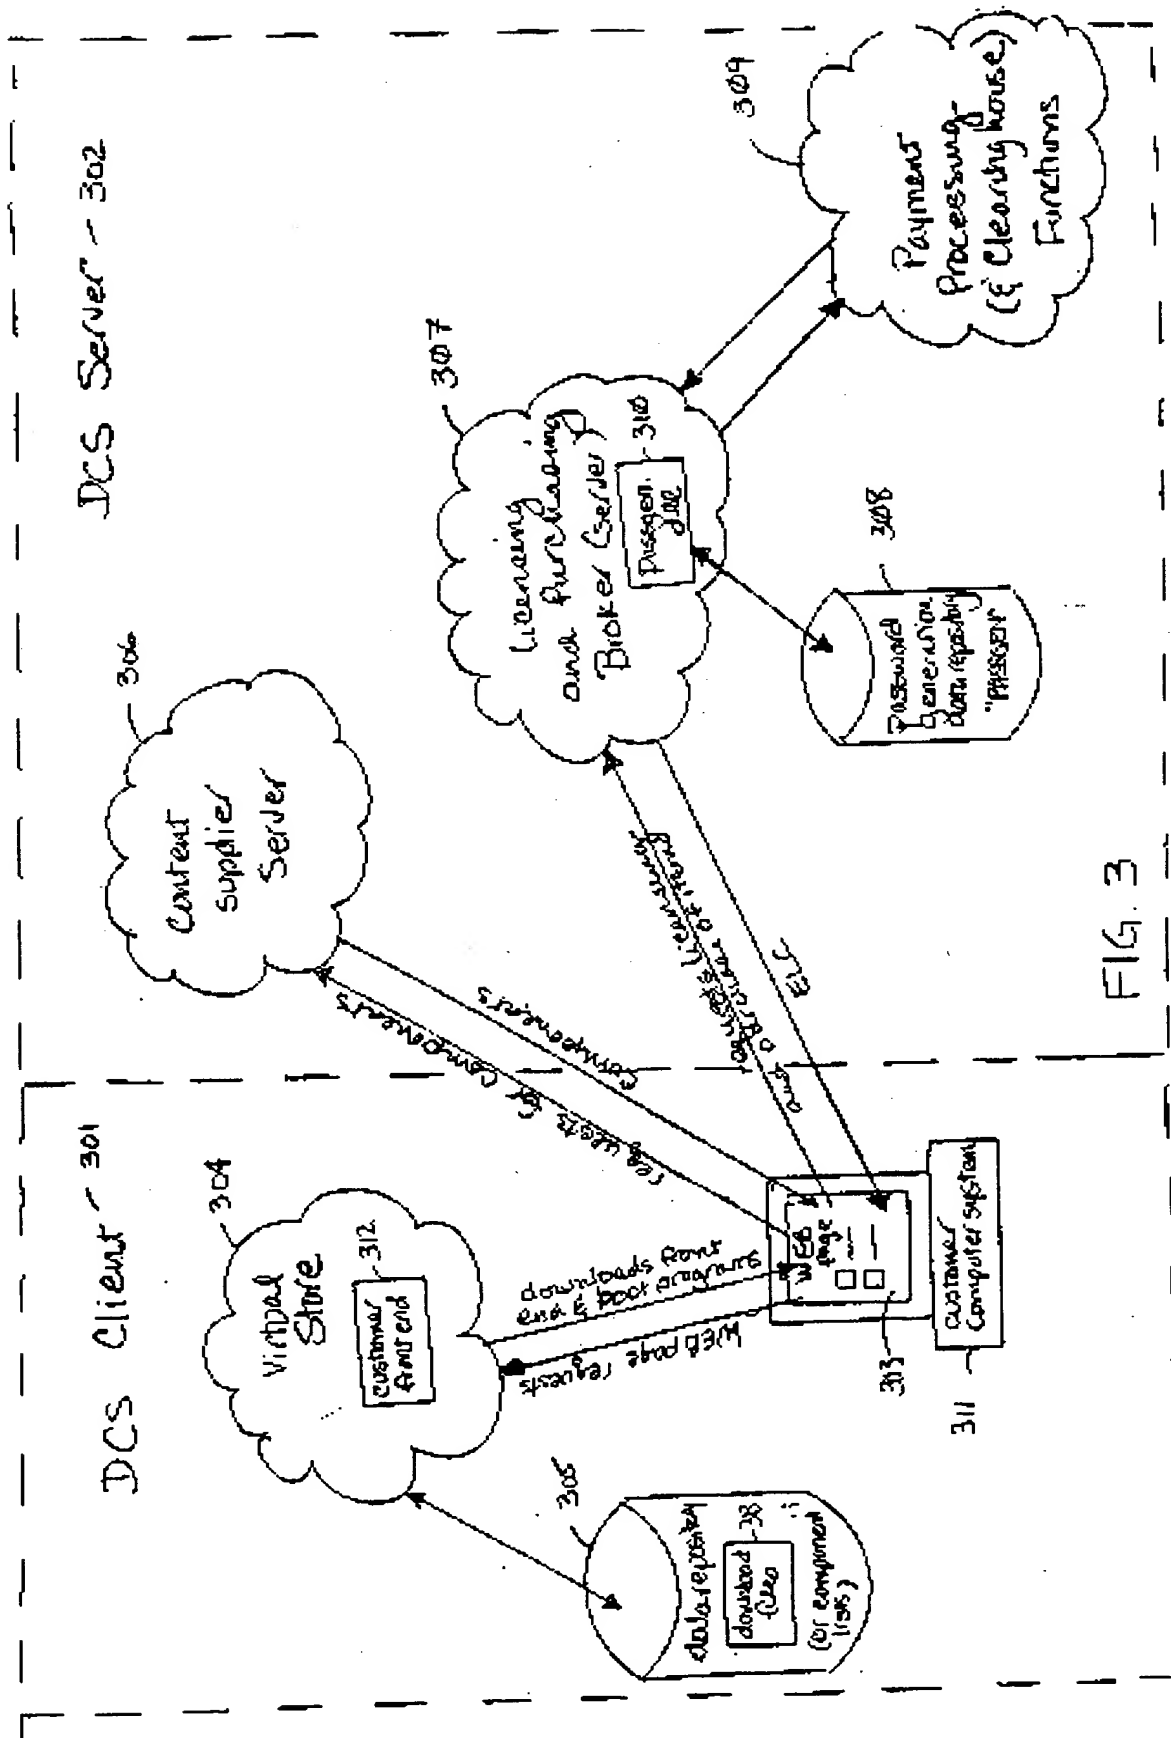 DCS Client - 301
DCS Server - 302
304
Virtual
Store
312
customer
front end
305
data repository
download
files
38
(or component
lists)
WEB page requests
downloads front
end & boot programs
requests for components
components
306
Content
Supplier
Server
307
Licensing
and Purchasing
Broker (server)
Passgen.
dll
310
requests licensing
and purchase of items
ELC
308
Password
generation
data repository
"PASSGEN"
309
Payment
Processing
(& Clearinghouse)
Functions
WEB
page
303
customer
computer system
311
FIG. 3